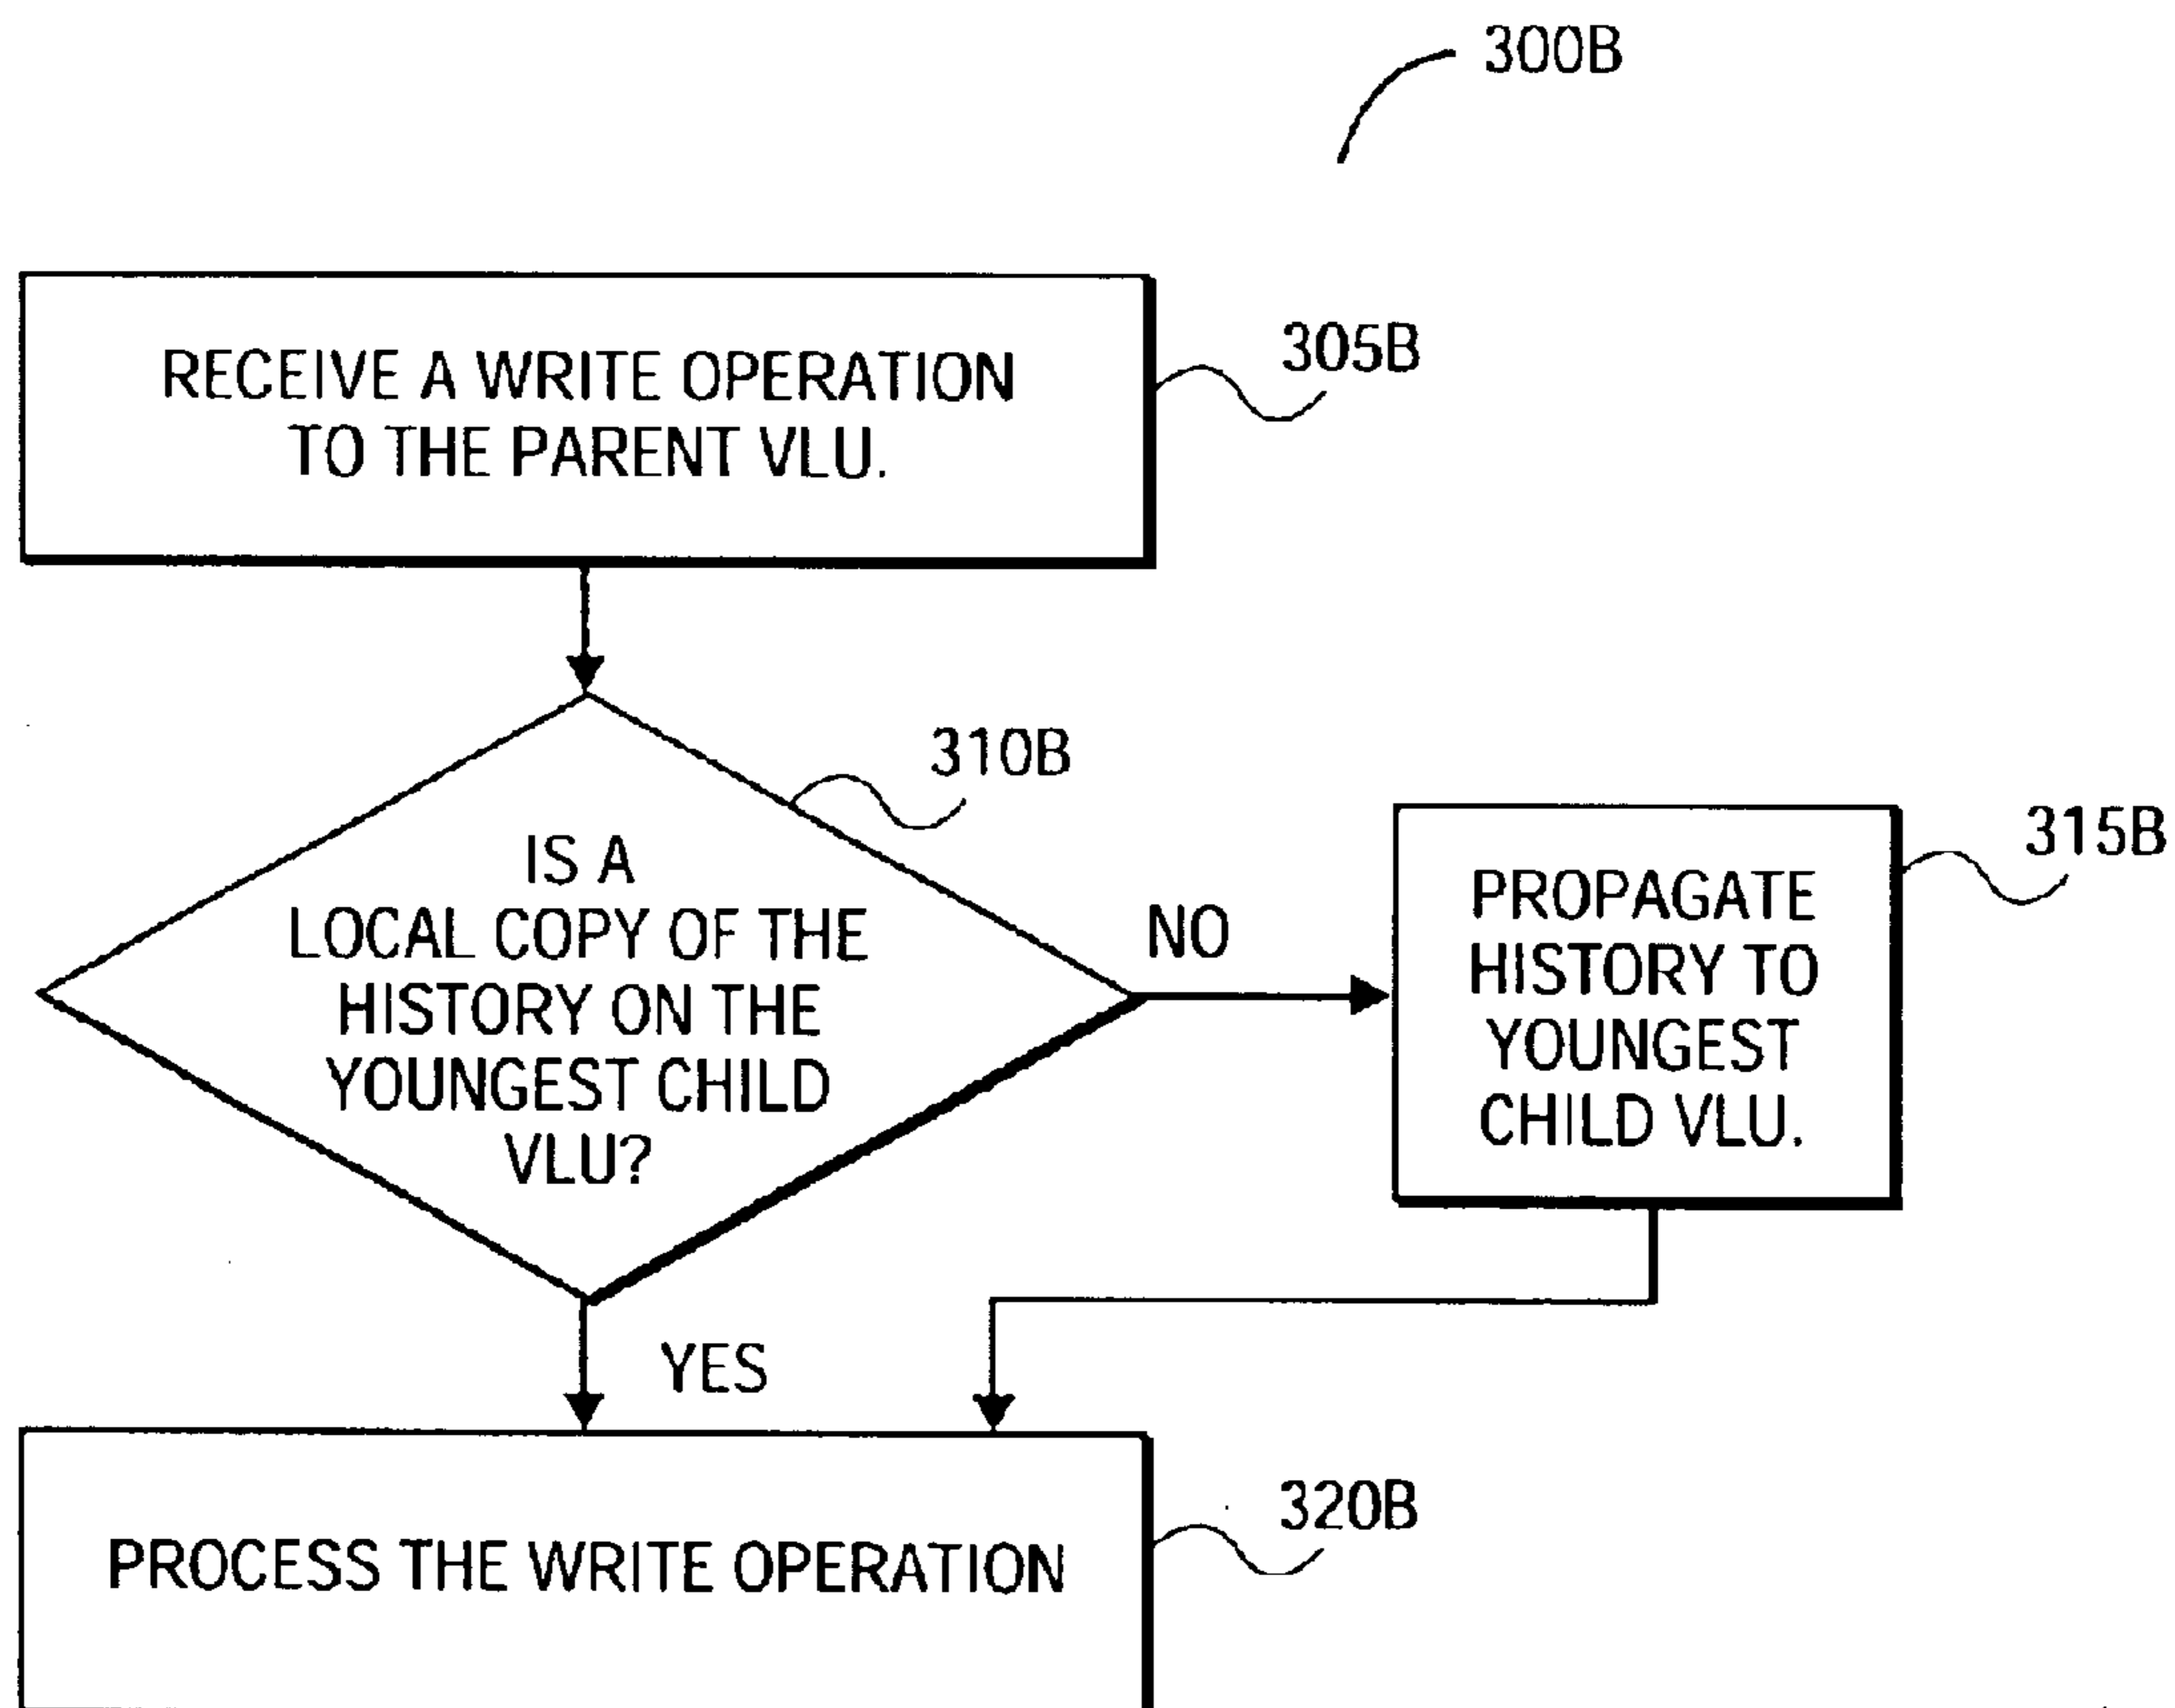 300B
RECEIVE A WRITE OPERATION
TO THE PARENT VLU.
305B
310B
IS A
LOCAL COPY OF THE
HISTORY ON THE
YOUNGEST CHILD
VLU?
NO
315B
PROPAGATE
HISTORY TO
YOUNGEST
CHILD VLU.
YES
320B
PROCESS THE WRITE OPERATION